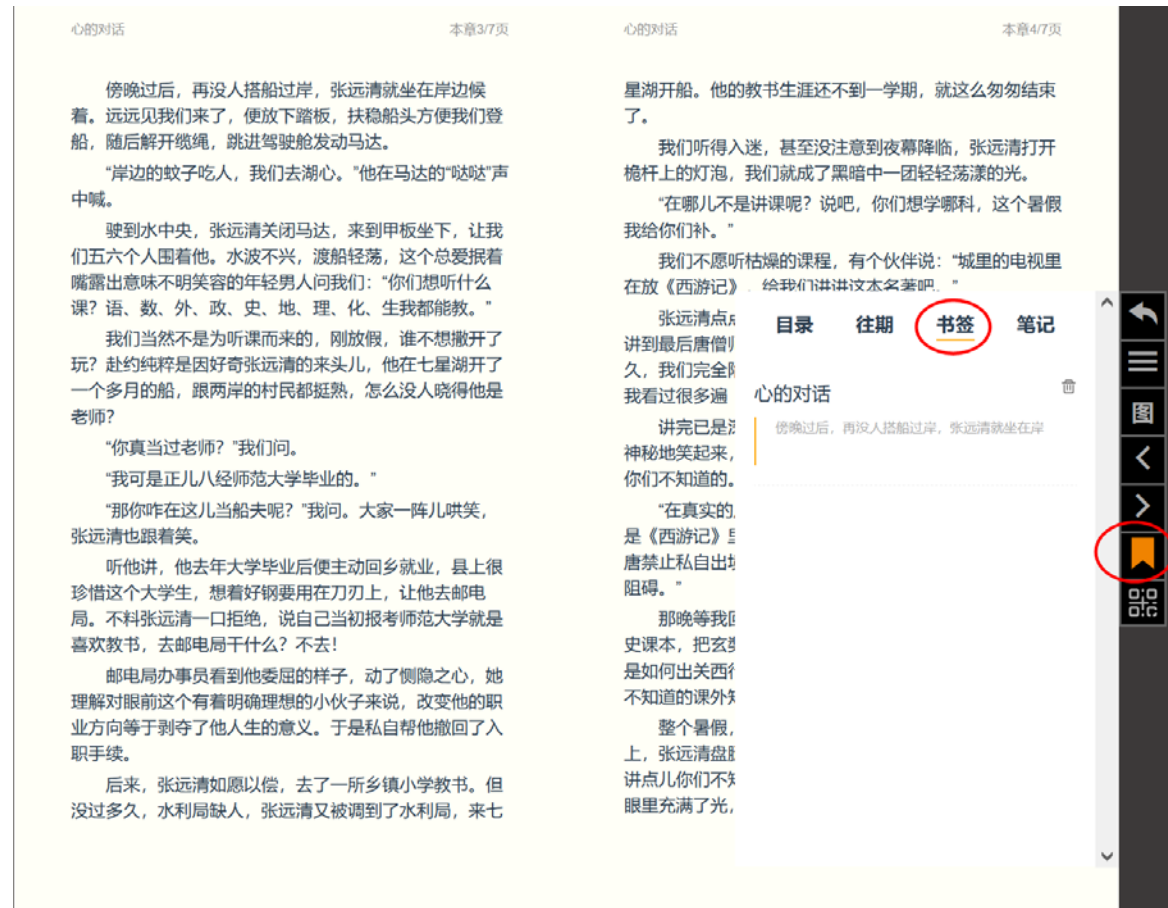 心的对话
本章3/7页
傍晚过后，再没人搭船过岸，张远清就坐在岸边候
着。远远见我们来了，便放下踏板，扶稳船头方便我们登
船，随后解开缆绳，跳进驾驶舱发动马达。
“岸边的蚊子吃人，我们去湖心。”他在马达的“哒哒”声
中喊。
驶到水中央，张远清关闭马达，来到甲板坐下，让我
们五六个人围着他。水波不兴，渡船轻荡，这个总爱抿着
嘴露出意味不明笑容的年轻男人问我们：“你们想听什么
课？语、数、外、政、史、地、理、化、生我都能教。”
我们当然不是为听课而来的，刚放假，谁不想撒开了
玩？赴约纯粹是因好奇张远清的来头儿，他在七星湖开了
一个多月的船，跟两岸的村民都挺熟，怎么没人晓得他是
老师？
“你真当过老师？”我们问。
“我可是正儿八经师范大学毕业的。”
“那你咋在这儿当船夫呢？”我问。大家一阵儿哄笑，
张远清也跟着笑。
听他讲，他去年大学毕业后便主动回乡就业，县上很
珍惜这个大学生，想着好钢要用在刀刃上，让他去邮电
局。不料张远清一口拒绝，说自己当初报考师范大学就是
喜欢教书，去邮电局干什么？不去！
邮电局办事员看到他委屈的样子，动了恻隐之心，她
理解对眼前这个有着明确理想的小伙子来说，改变他的职
业方向等于剥夺了他人生的意义。于是私自帮他撤回了入
职手续。
后来，张远清如愿以偿，去了一所乡镇小学教书。但
没过多久，水利局缺人，张远清又被调到了水利局，来七
心的对话
本章4/7页
星湖开船。他的教书生涯还不到一学期，就这么匆匆结束
了。
我们听得入迷，甚至没注意到夜幕降临，张远清打开
桅杆上的灯泡，我们就成了黑暗中一团轻轻荡漾的光。
“在哪儿不是讲课呢？说吧，你们想学哪科，这个暑假
我给你们补。”
我们不愿听枯燥的课程，有个伙伴说：“城里的电视里
在放《西游记》，给我们讲讲这本名著吧。”
张远清点
讲到最后唐僧
久，我们完全
我看过很多遍
讲完已是
神秘地笑起来，
你们不知道的。
“在真实的
是《西游记》
唐禁止私自出
阻碍。”
那晚等我
史课本，把玄
是如何出关西
不知道的课外
整个暑假，
上，张远清盘
讲点儿你们不
眼里充满了光，
目录 往期 书签 笔记
心的对话
傍晚过后，再没人搭船过岸，张远清就坐在岸
图